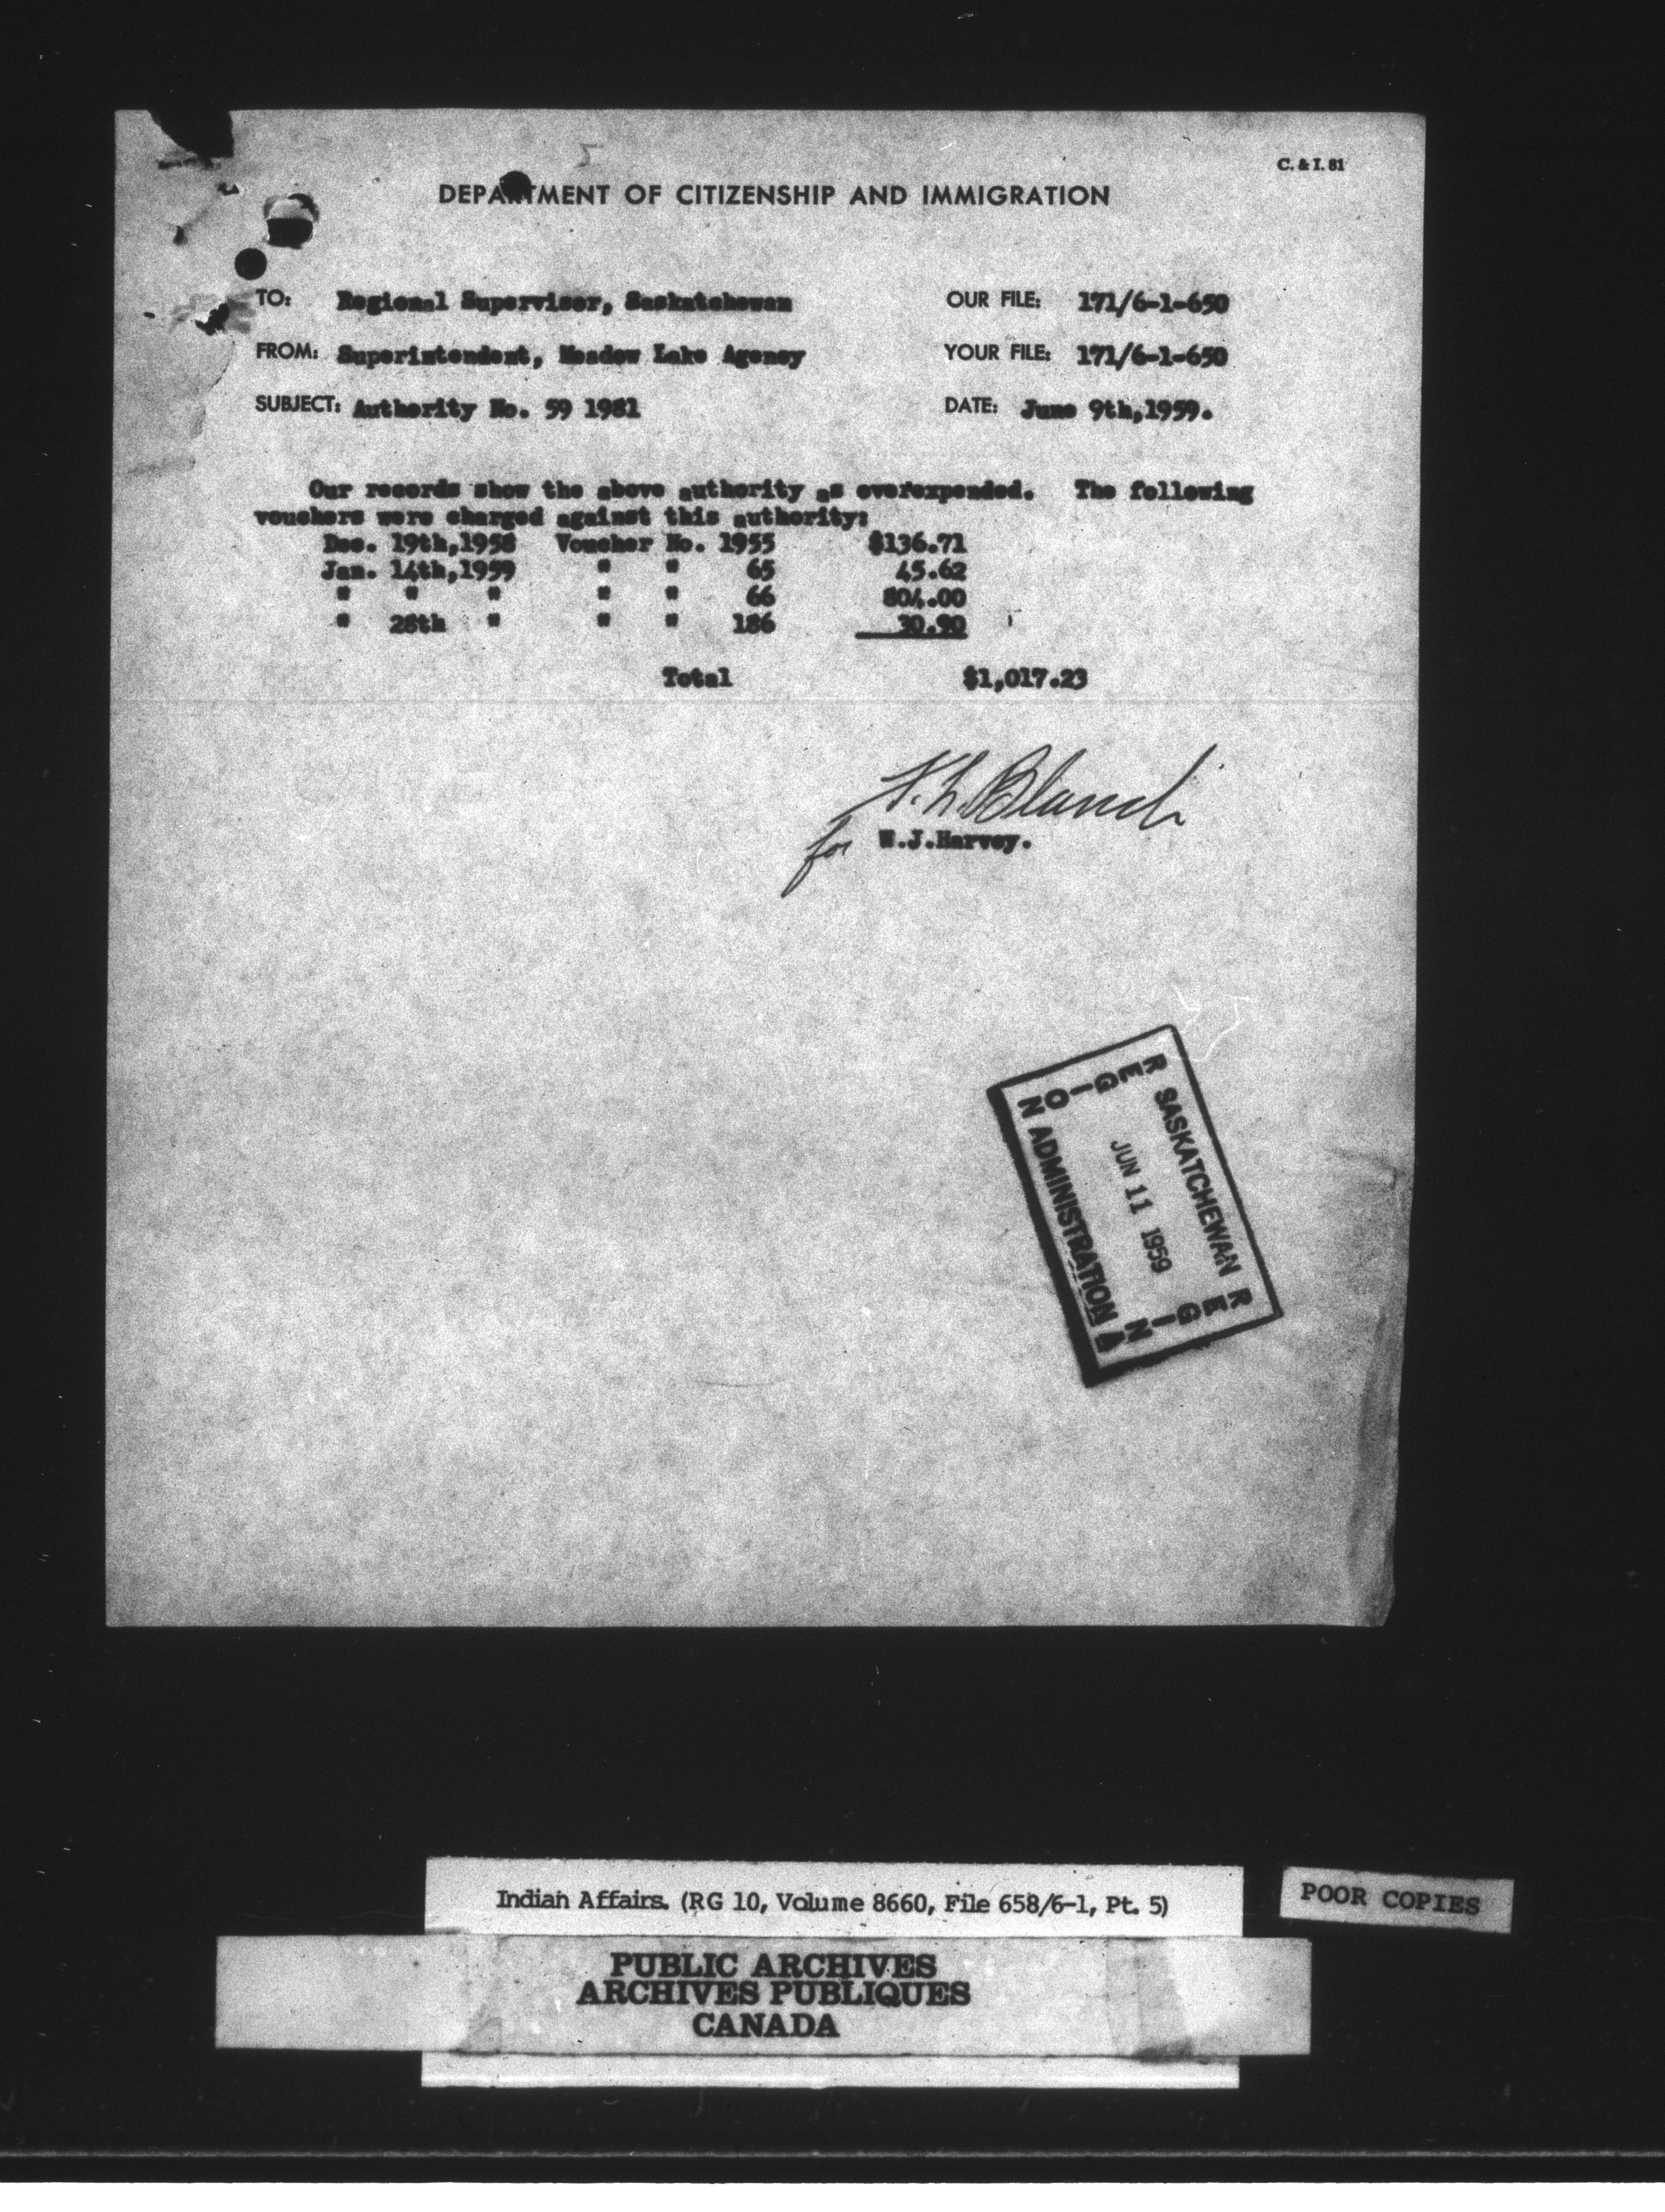 5
C. & I. 81
DEPARTMENT OF CITIZENSHIP AND IMMIGRATION
TO: Regional Supervisor, Saskatchewan OUR FILE: 171/6-1-650
FROM: Superintendent, Meadow Lake Agency YOUR FILE: 171/6-1-650
SUBJECT: Authority No. 59 1981 DATE: June 9th,1959.
Our records show the above authority as overexpended. The following
vouchers were charged against this authority:
Dec. 19th,1958 Voucher No. 1955 $136.71
Jan. 14th,1959 " " 65 45.62
" " " " " 66 804.00
" 28th " " " 186 30.90
Total $1,017.23
for W.J.Harvey.
REGION SASKATCHEWAN REGINA
JUN 11 1959
ADMINISTRATION
Indian Affairs. (RG 10, Volume 8660, File 658/6-1, Pt. 5)
POOR COPIES
PUBLIC ARCHIVES
ARCHIVES PUBLIQUES
CANADA